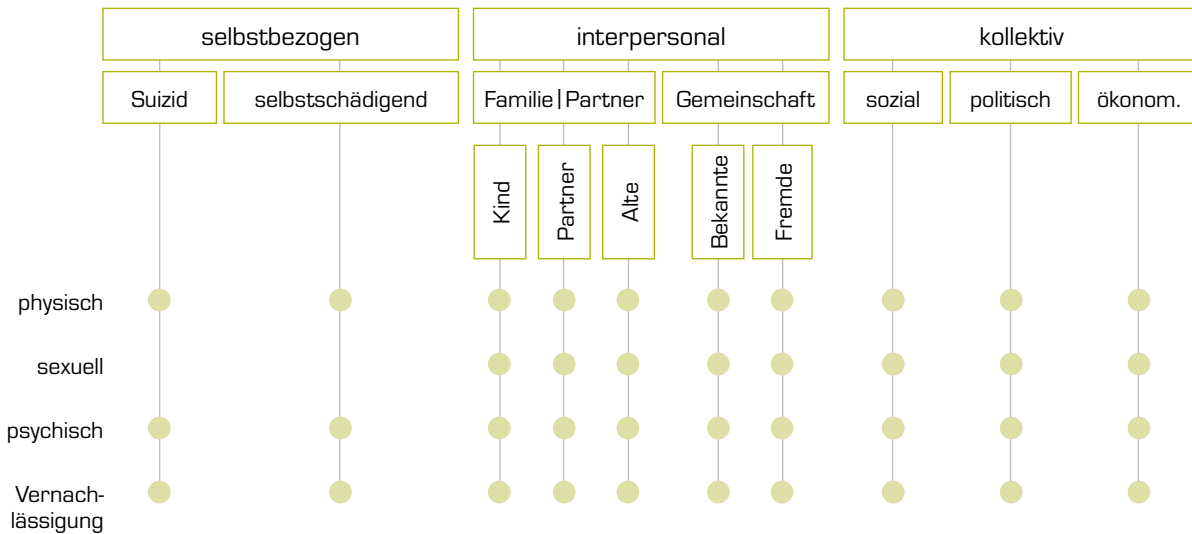 selbstbezogen
interpersonal
kollektiv
Suizid
selbstschädigend
Familie|Partner
Gemeinschaft
sozial
politisch
ökonom.
Kind
Partner
Alte
Bekannte
Fremde
physisch
sexuell
psychisch
Vernach-
lässigung